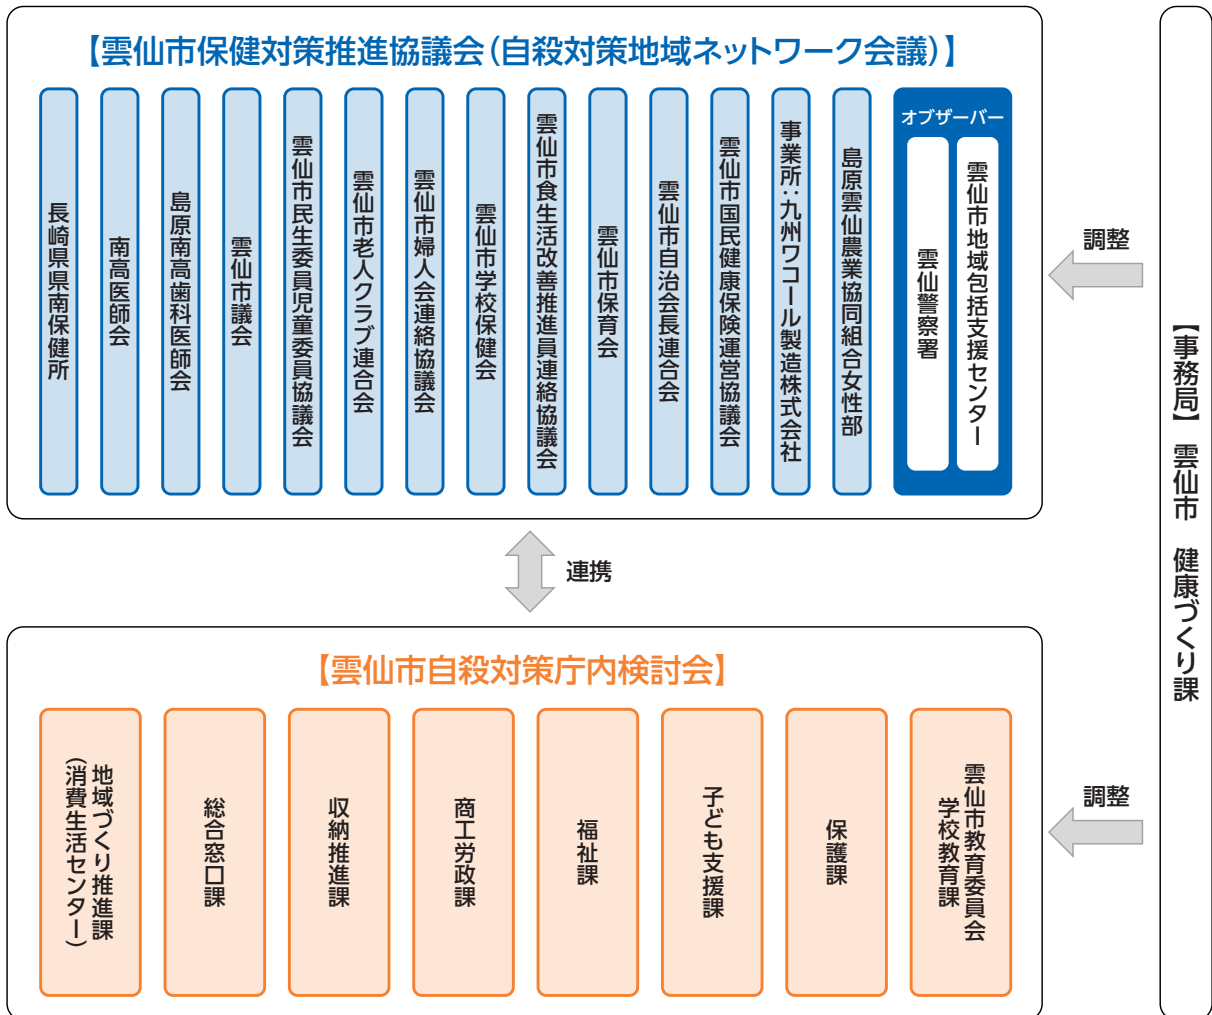 【雲仙市保健対策推進協議会（自殺対策地域ネットワーク会議）】
長崎県県南保健所
南高医師会
島原南高歯科医師会
雲仙市議会
雲仙市民生委員児童委員協議会
雲仙市老人クラブ連合会
雲仙市婦人会連絡協議会
雲仙市学校保健会
雲仙市食生活改善推進員連絡協議会
雲仙市保育会
雲仙市自治会長連合会
雲仙市国民健康保険運営協議会
事業所：九州ワコール製造株式会社
島原雲仙農業協同組合女性部
オブザーバー
雲仙警察署
雲仙市地域包括支援センター
調整
【事務局】 雲仙市　健康づくり課
連携
【雲仙市自殺対策庁内検討会】
地域づくり推進課
（消費生活センター）
総合窓口課
収納推進課
商工労政課
福祉課
子ども支援課
保護課
雲仙市教育委員会
学校教育課
調整